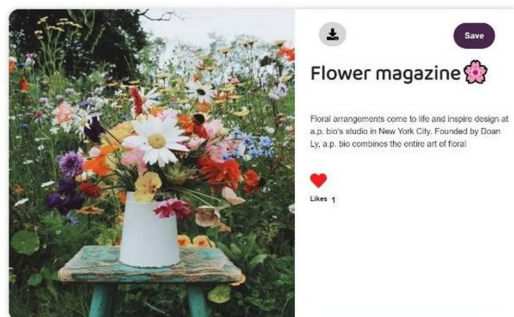 Save
Flower magazine🌸
Floral arrangements come to life and inspire design at
a.p. bio's studio in New York City. Founded by Doan
Ly, a.p. bio combines the entire art of floral
Likes 1